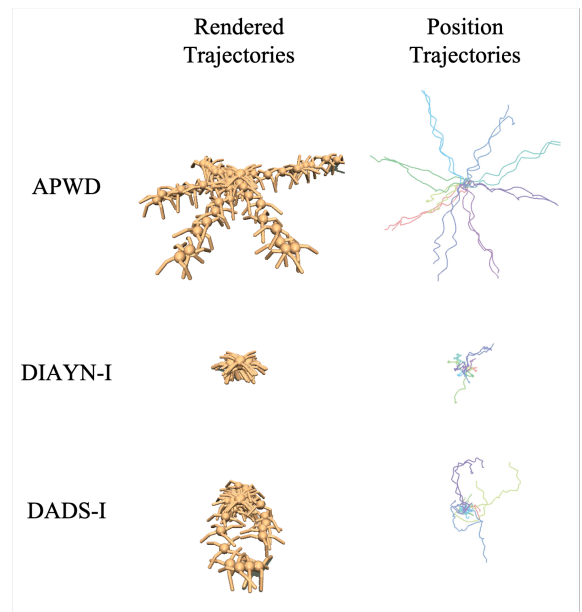 Rendered
Trajectories
Position
Trajectories
APWD
DIAYN-I
DADS-I